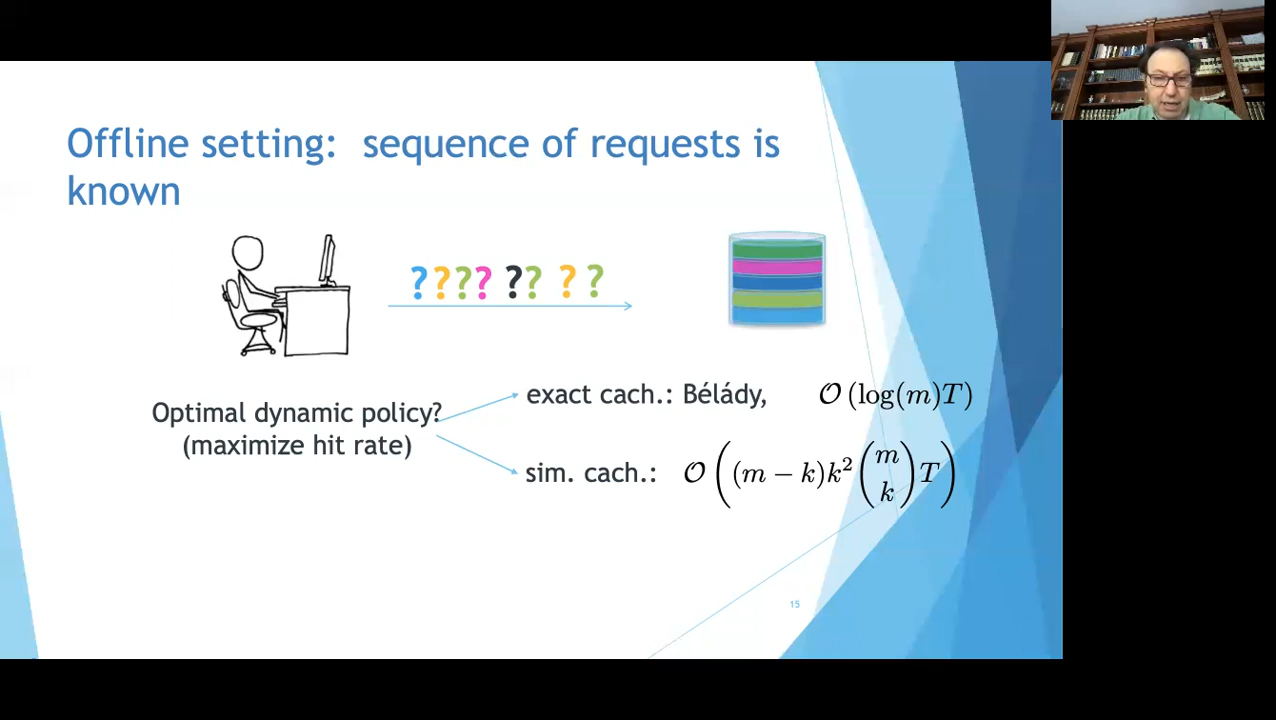 Offline setting: sequence of requests is
known
???? ?? ? ?
Optimal dynamic policy?
(maximize hit rate)
exact cach.: Bélády, 𝒪(log(m)T)
sim. cach.: 𝒪((m − k)k²(m k)T)
15